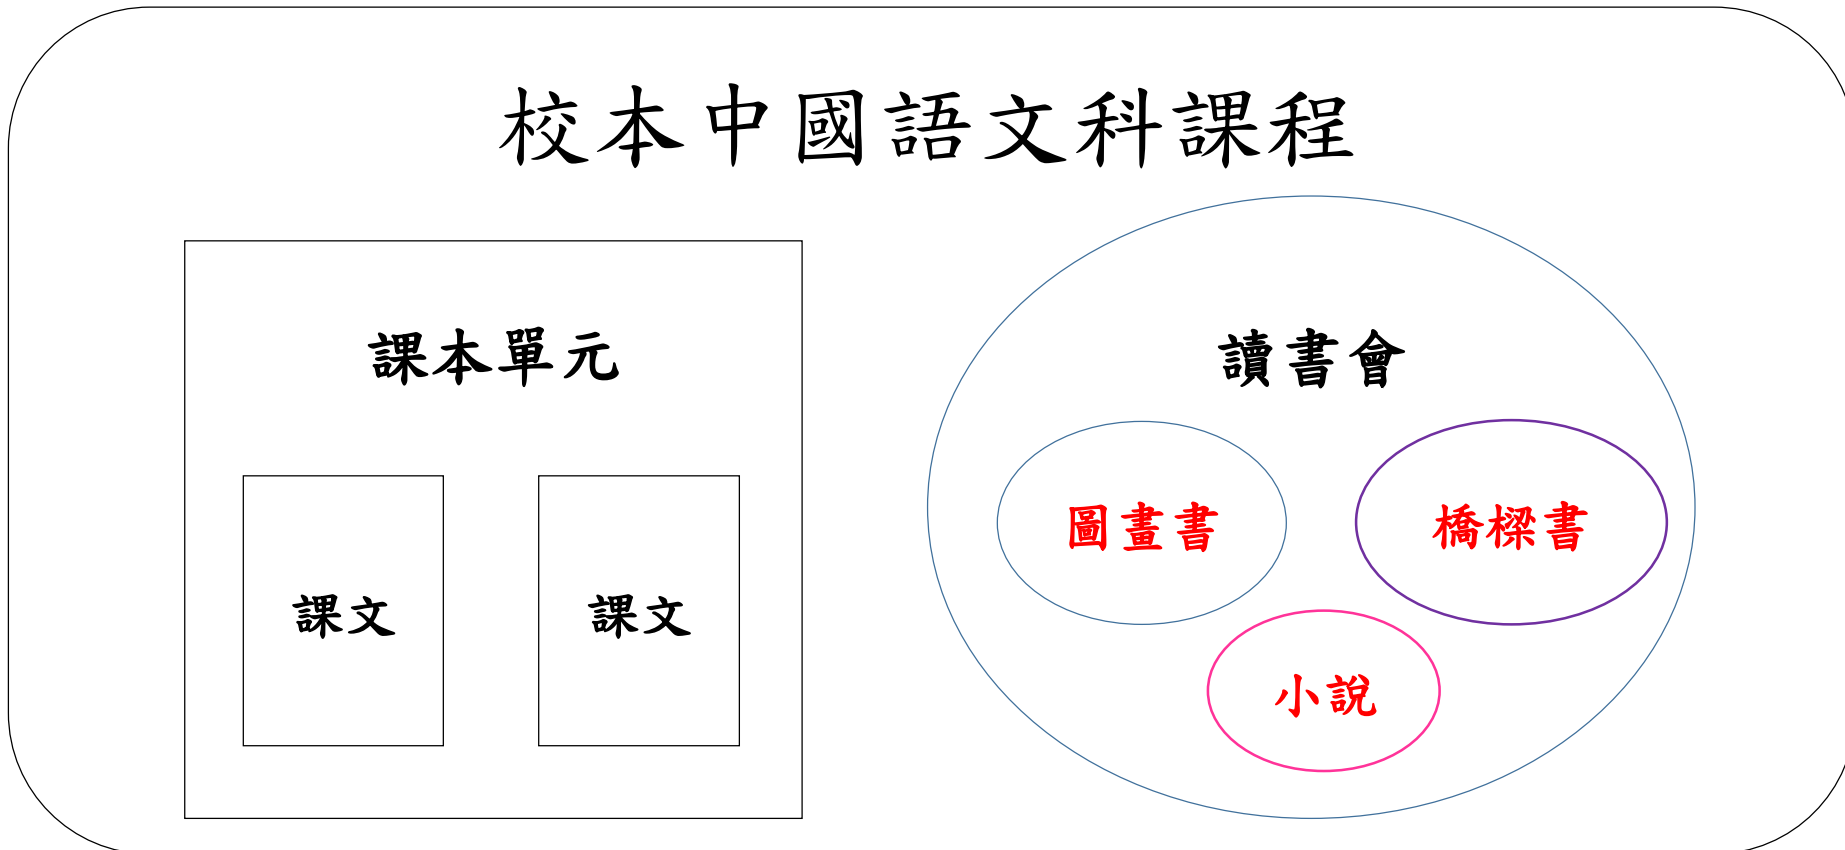 校本中國語文科課程
課本單元
課文
課文
讀書會
圖畫書
橋樑書
小說